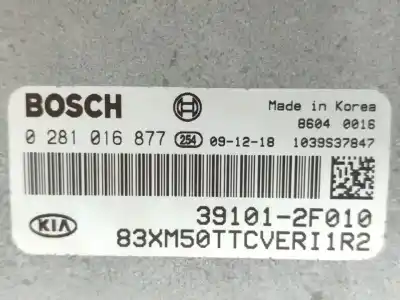 BOSCH
Made in Korea
8604 0016
0 281 016 877 254 09-12-18 1039S37847
KIA
39101-2F010
83XM50TTCVERI1R2